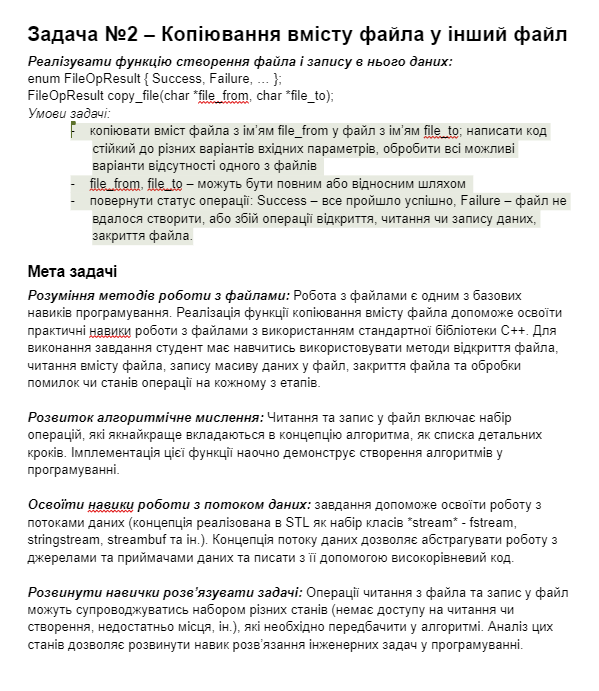 Задача №2 – Копіювання вмісту файла у інший файл
Реалізувати функцію створення файла і запису в нього даних:
enum FileOpResult { Success, Failure, … };
FileOpResult copy_file(char *file_from, char *file_to);
Умови задачі:
- копіювати вміст файла з ім’ям file_from у файл з ім’ям file_to; написати код
стійкий до різних варіантів вхідних параметрів, обробити всі можливі
варіанти відсутності одного з файлів
- file_from, file_to – можуть бути повним або відносним шляхом
- повернути статус операції: Success – все пройшло успішно, Failure – файл не
вдалося створити, або збій операції відкриття, читання чи запису даних,
закриття файла.
Мета задачі
Розуміння методів роботи з файлами: Робота з файлами є одним з базових
навиків програмування. Реалізація функції копіювання вмісту файла допоможе освоїти
практичні навики роботи з файлами з використанням стандартної бібліотеки С++. Для
виконання завдання студент має навчитись використовувати методи відкриття файла,
читання вмісту файла, запису масиву даних у файл, закриття файла та обробки
помилок чи станів операції на кожному з етапів.
Розвиток алгоритмічне мислення: Читання та запис у файл включає набір
операцій, які якнайкраще вкладаються в концепцію алгоритма, як списка детальних
кроків. Імплементація цієї функції наочно демонструє створення алгоритмів у
програмуванні.
Освоїти навики роботи з потоком даних: завдання допоможе освоїти роботу з
потоками даних (концепція реалізована в STL як набір класів *stream* - fstream,
stringstream, streambuf та ін.). Концепція потоку даних дозволяє абстрагувати роботу з
джерелами та приймачами даних та писати з її допомогою високорівневий код.
Розвинути навички розв’язувати задачі: Операції читання з файла та запис у файл
можуть супроводжуватись набором різних станів (немає доступу на читання чи
створення, недостатньо місця, ін.), які необхідно передбачити у алгоритмі. Аналіз цих
станів дозволяє розвинути навик розв’язання інженерних задач у програмуванні.